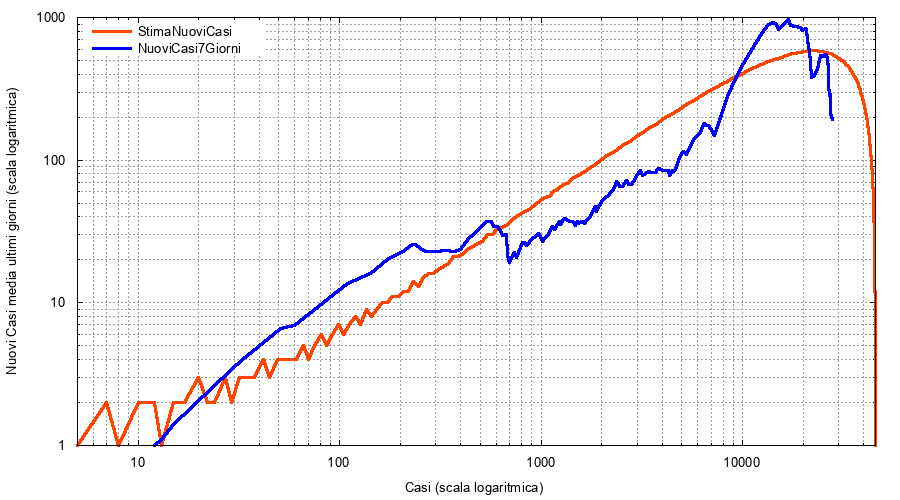 1000
100
10
1
StimaNuoviCasi
NuoviCasi7Giorni
Nuovi Casi media ultimi giorni (scala logaritmica)
10 100 1000 10000
Casi (scala logaritmica)